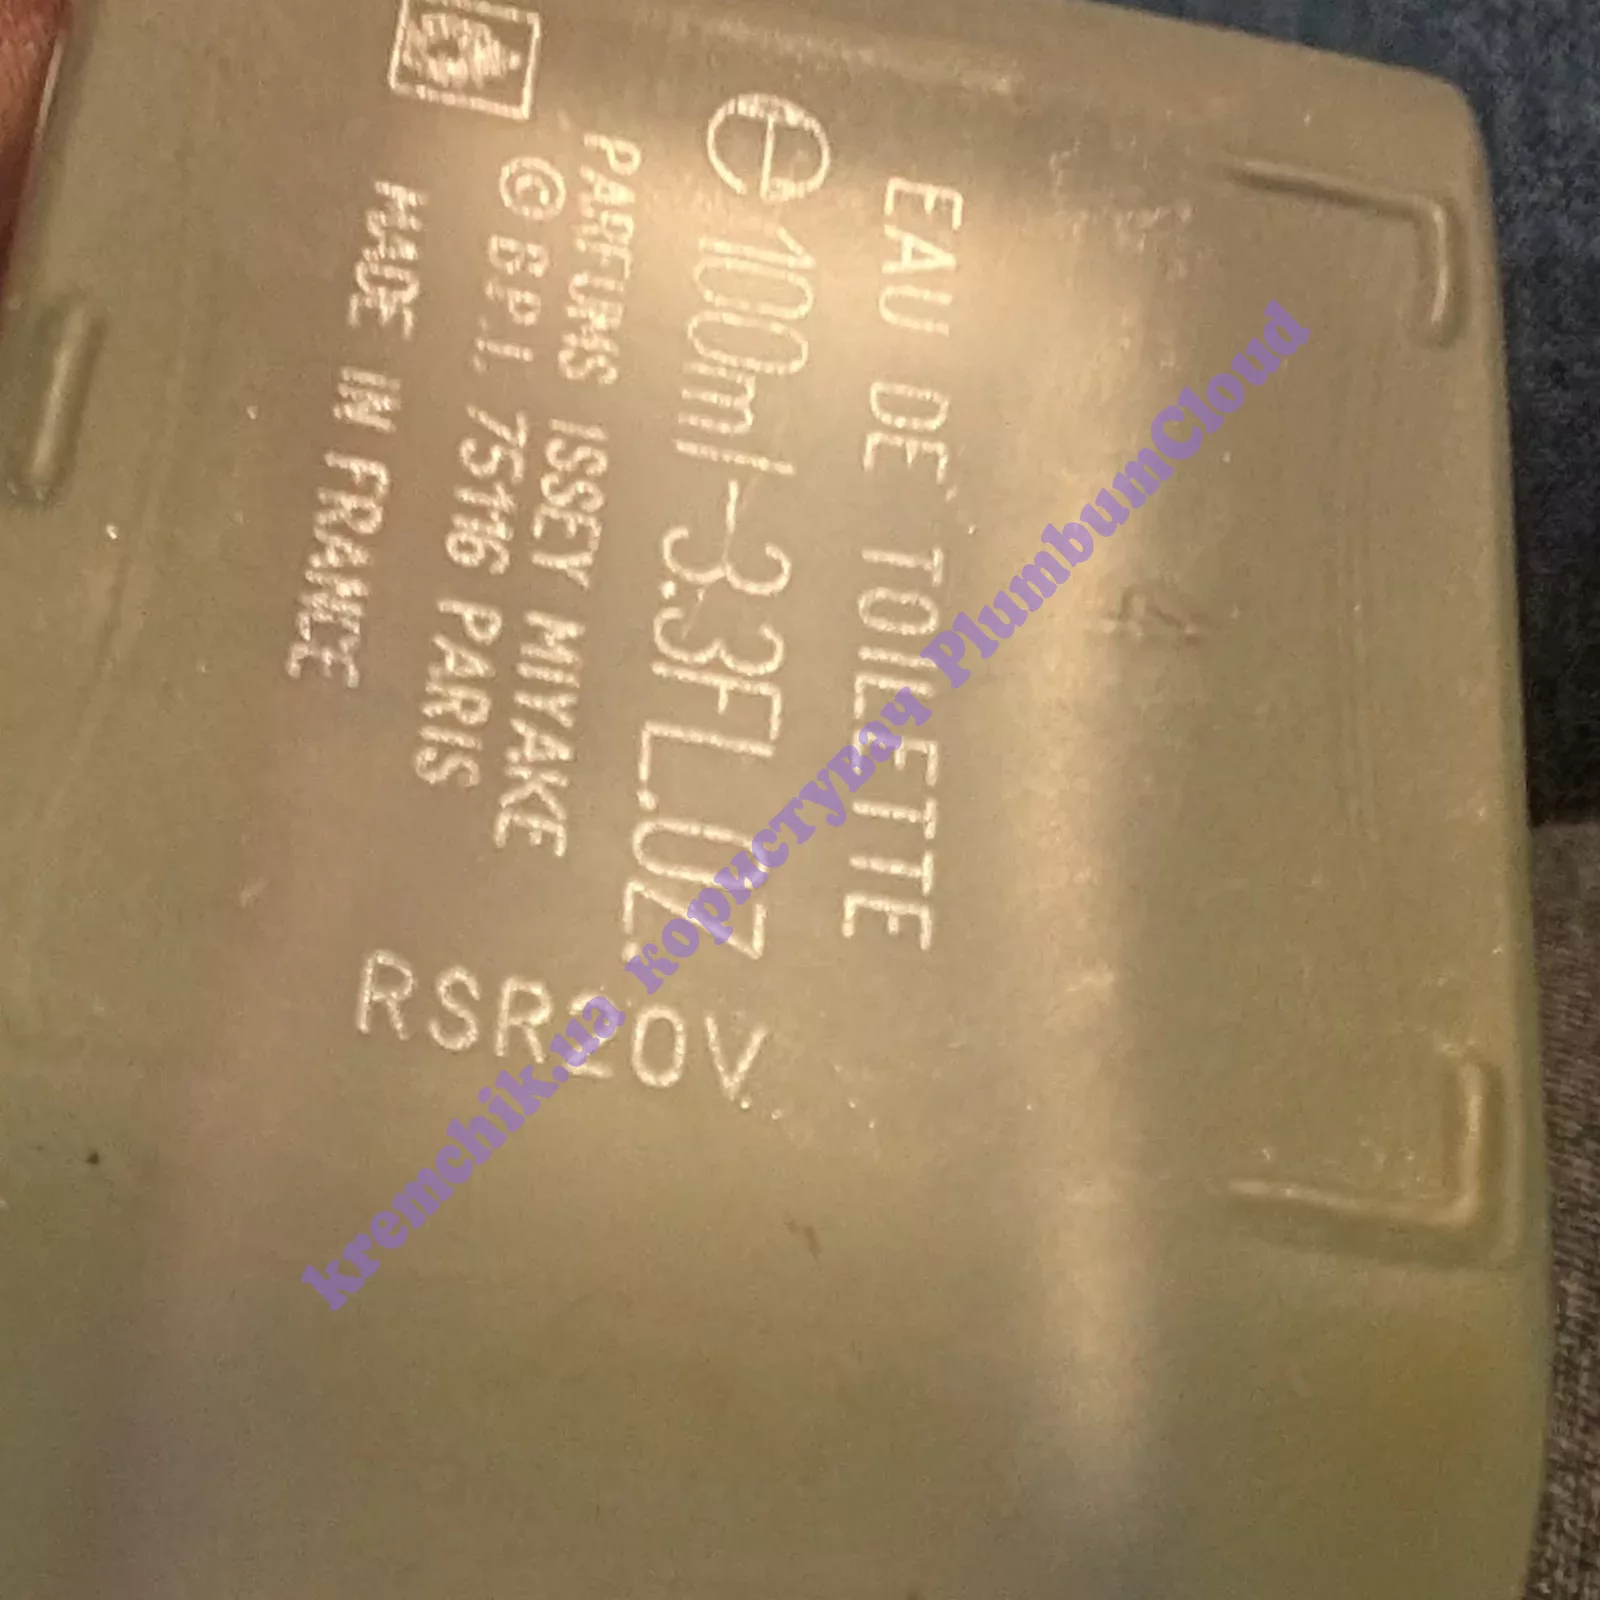 EAU DE TOILETTE
e 100ml-3.3FL.OZ.
PARFUMS ISSEY MIYAKE
© B.P.I. 75116 PARIS
MADE IN FRANCE
RSR20V
kremchik.ua користувач PlumbumCloud